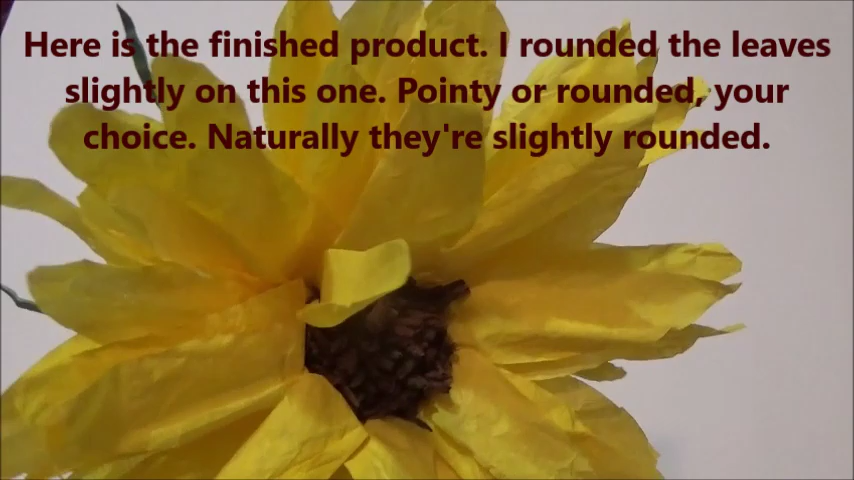 Here is the finished product. I rounded the leaves
slightly on this one. Pointy or rounded, your
choice. Naturally they're slightly rounded.